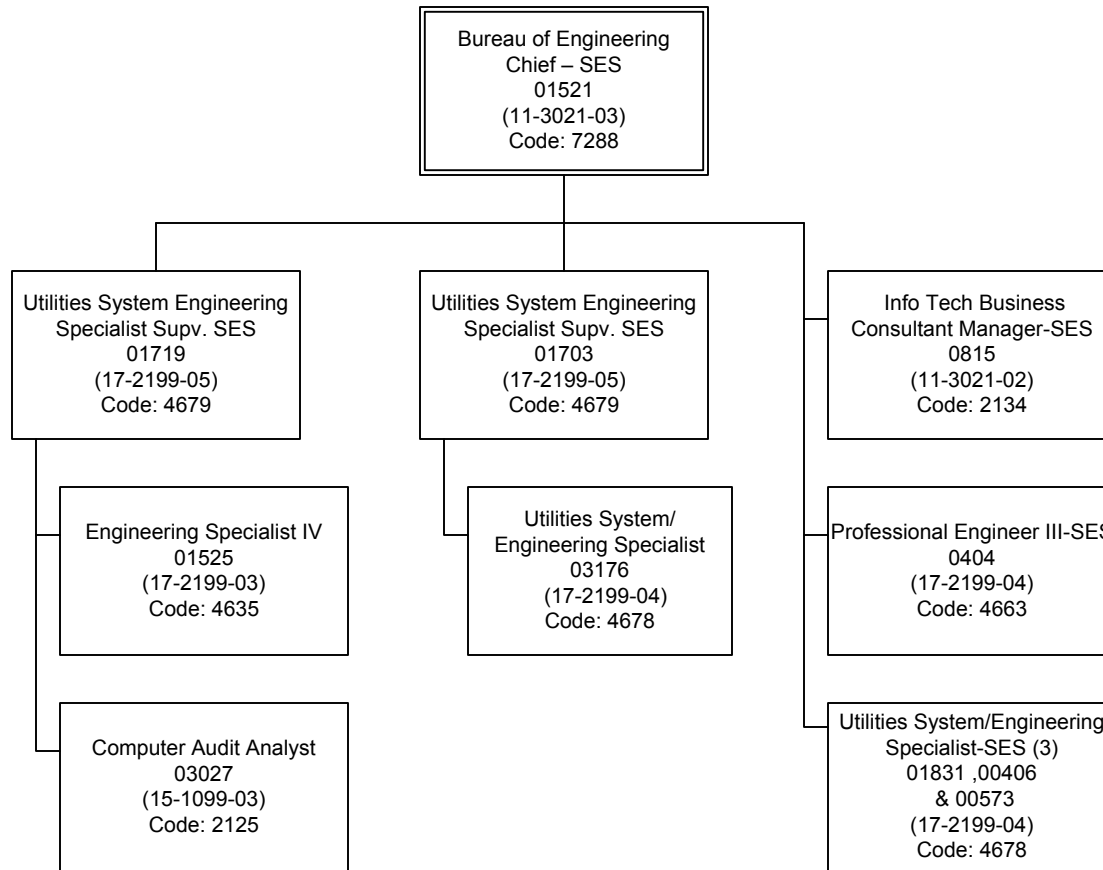 Bureau of Engineering
Chief – SES
01521
(11-3021-03)
Code: 7288
Utilities System Engineering
Specialist Supv. SES
01719
(17-2199-05)
Code: 4679
Utilities System Engineering
Specialist Supv. SES
01703
(17-2199-05)
Code: 4679
Info Tech Business
Consultant Manager-SES
0815
(11-3021-02)
Code: 2134
Engineering Specialist IV
01525
(17-2199-03)
Code: 4635
Utilities System/
Engineering Specialist
03176
(17-2199-04)
Code: 4678
Professional Engineer III-SES
0404
(17-2199-04)
Code: 4663
Computer Audit Analyst
03027
(15-1099-03)
Code: 2125
Utilities System/Engineering
Specialist-SES (3)
01831 ,00406
& 00573
(17-2199-04)
Code: 4678